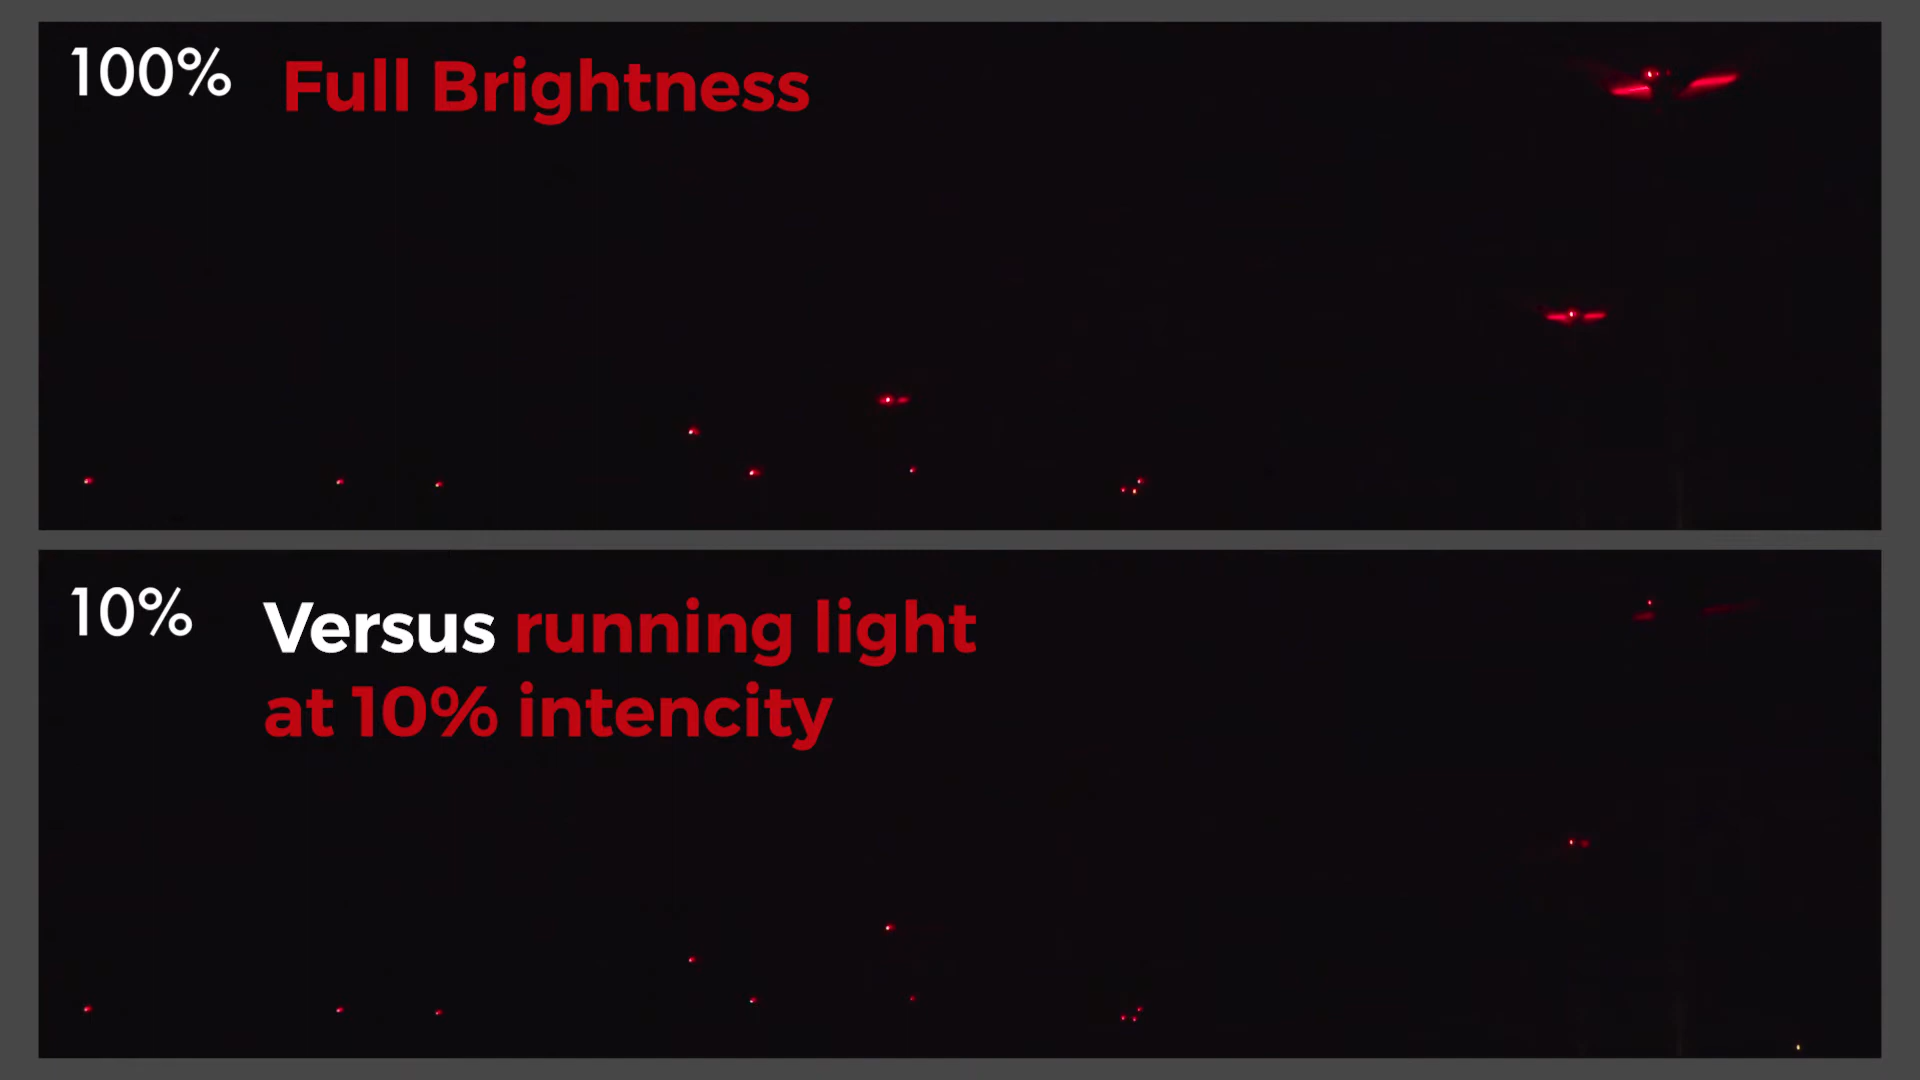 100% Full Brightness
10% Versus running light
at 10% intencity